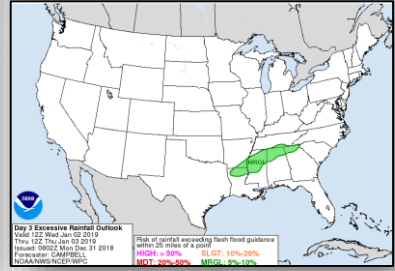 MRGL
NOAA
Day 3 Excessive Rainfall Outlook
Valid 12Z Wed Jan 02 2019
Thru 12Z Thu Jan 03 2019
Issued: 0802Z Mon Dec 31 2018
Forecaster: CAMPBELL
NOAA/NWS/NCEP/WPC
Risk of rainfall exceeding flash flood guidance
within 25 miles of a point
HIGH: > 50% SLGT: 10%-20%
MDT: 20%-50% MRGL: 5%-10%